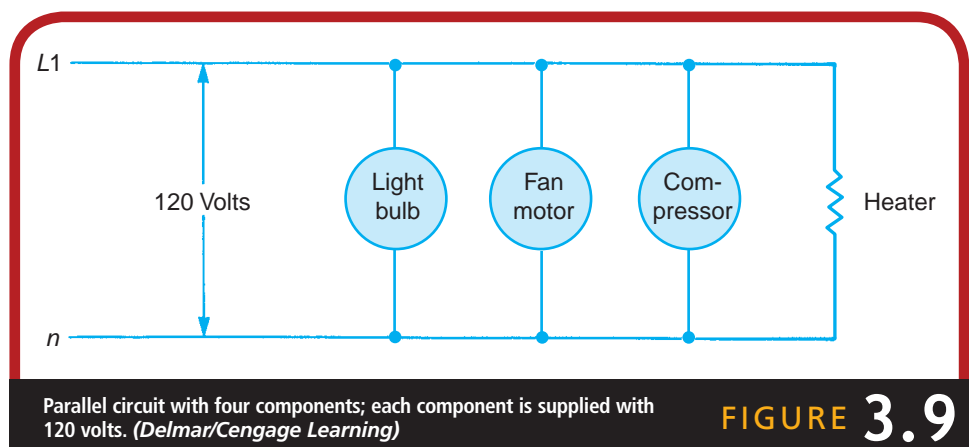 L1
120 Volts
Light
bulb
Fan
motor
Com-
pressor
Heater
n
Parallel circuit with four components; each component is supplied with
120 volts. (Delmar/Cengage Learning)
FIGURE 3.9